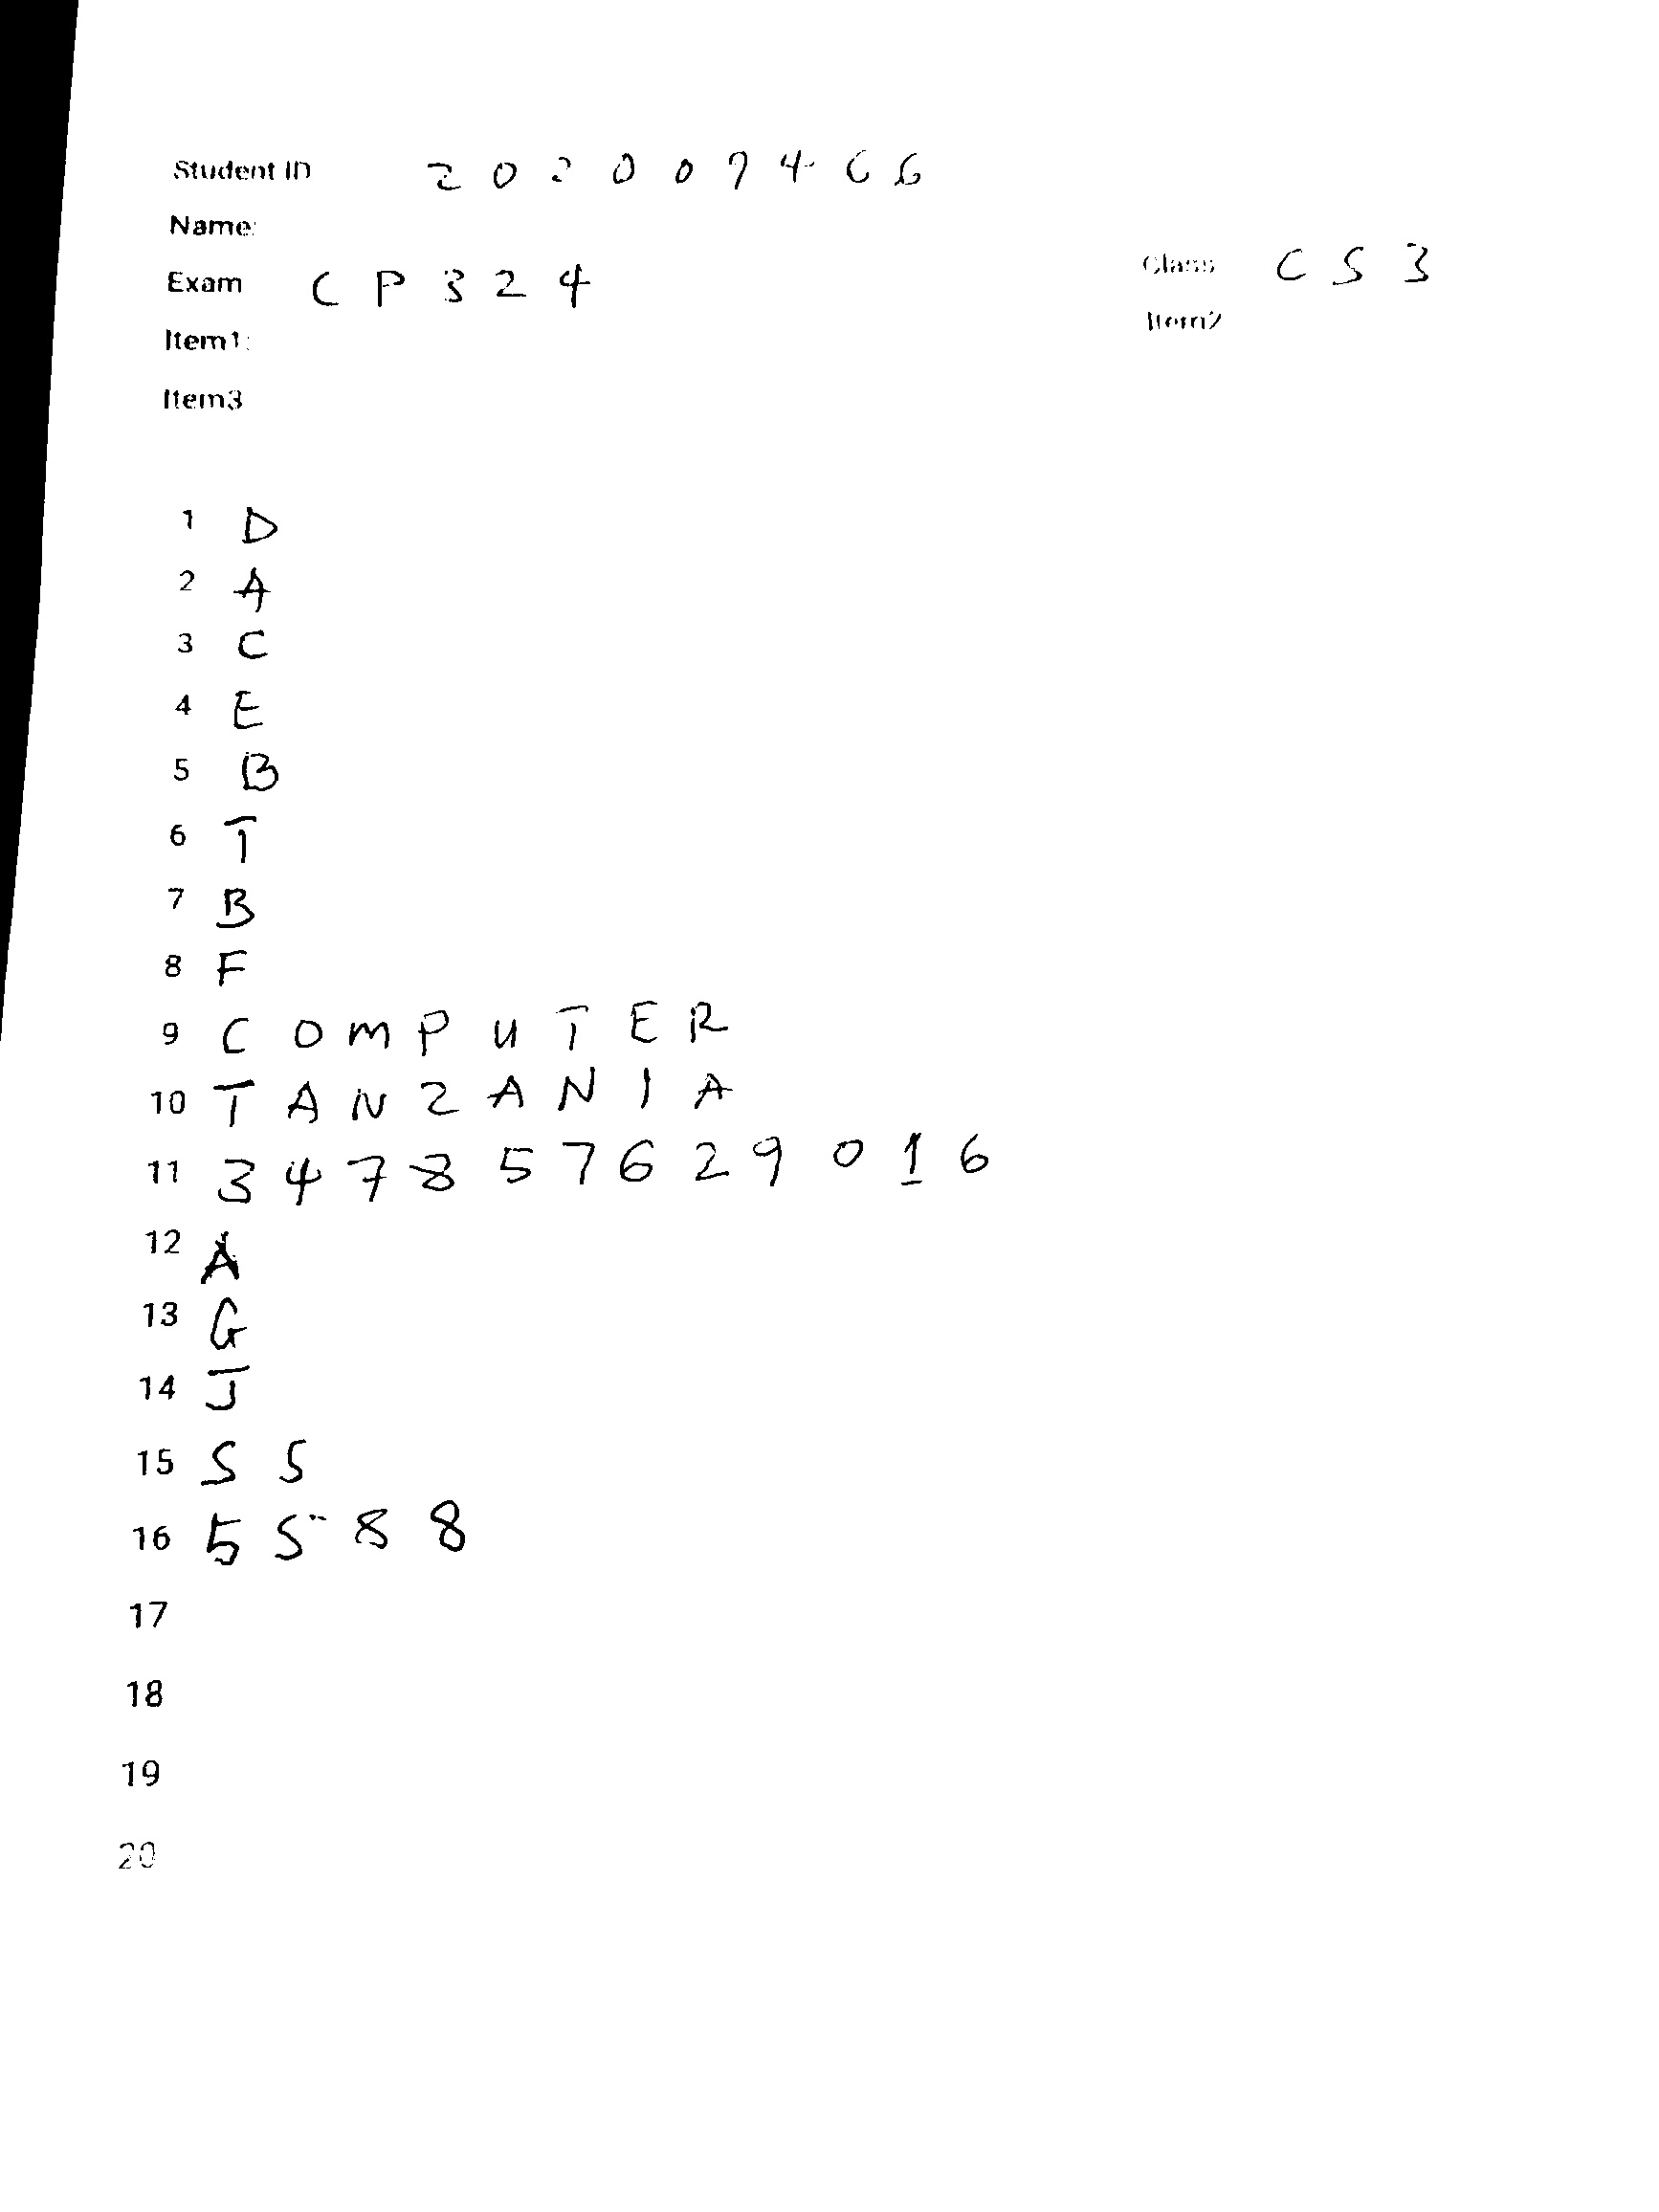 Student ID 2 0 2 0 0 7 4 6 6
Name:
Exam C P 3 2 4
Class C S 3
Item1:
Item2
Item3
1 D
2 A
3 C
4 E
5 B
6 T
7 B
8 F
9 C O M P U T E R
10 T A N Z A N I A
11 3 4 7 8 5 7 6 2 9 0 1 6
12 A
13 G
14 J
15 S S
16 5 5 8 8
17
18
19
20